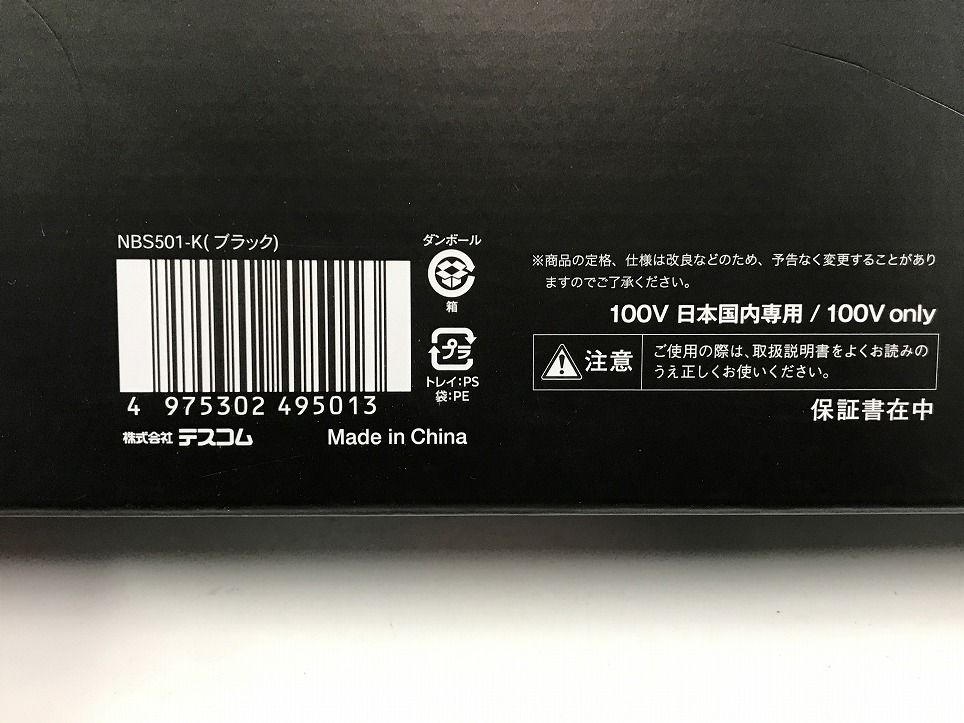 NBS501-K(ブラック)
4 975302 495013
株式会社 テスコム
Made in China
ダンボール
箱
プラ
トレイ:PS
袋:PE
※商品の定格、仕様は改良などのため、予告なく変更することがあり
ますのでご了承ください。
100V 日本国内専用 / 100V only
注意
ご使用の際は、取扱説明書をよくお読みの
うえ正しくお使いください。
保証書在中